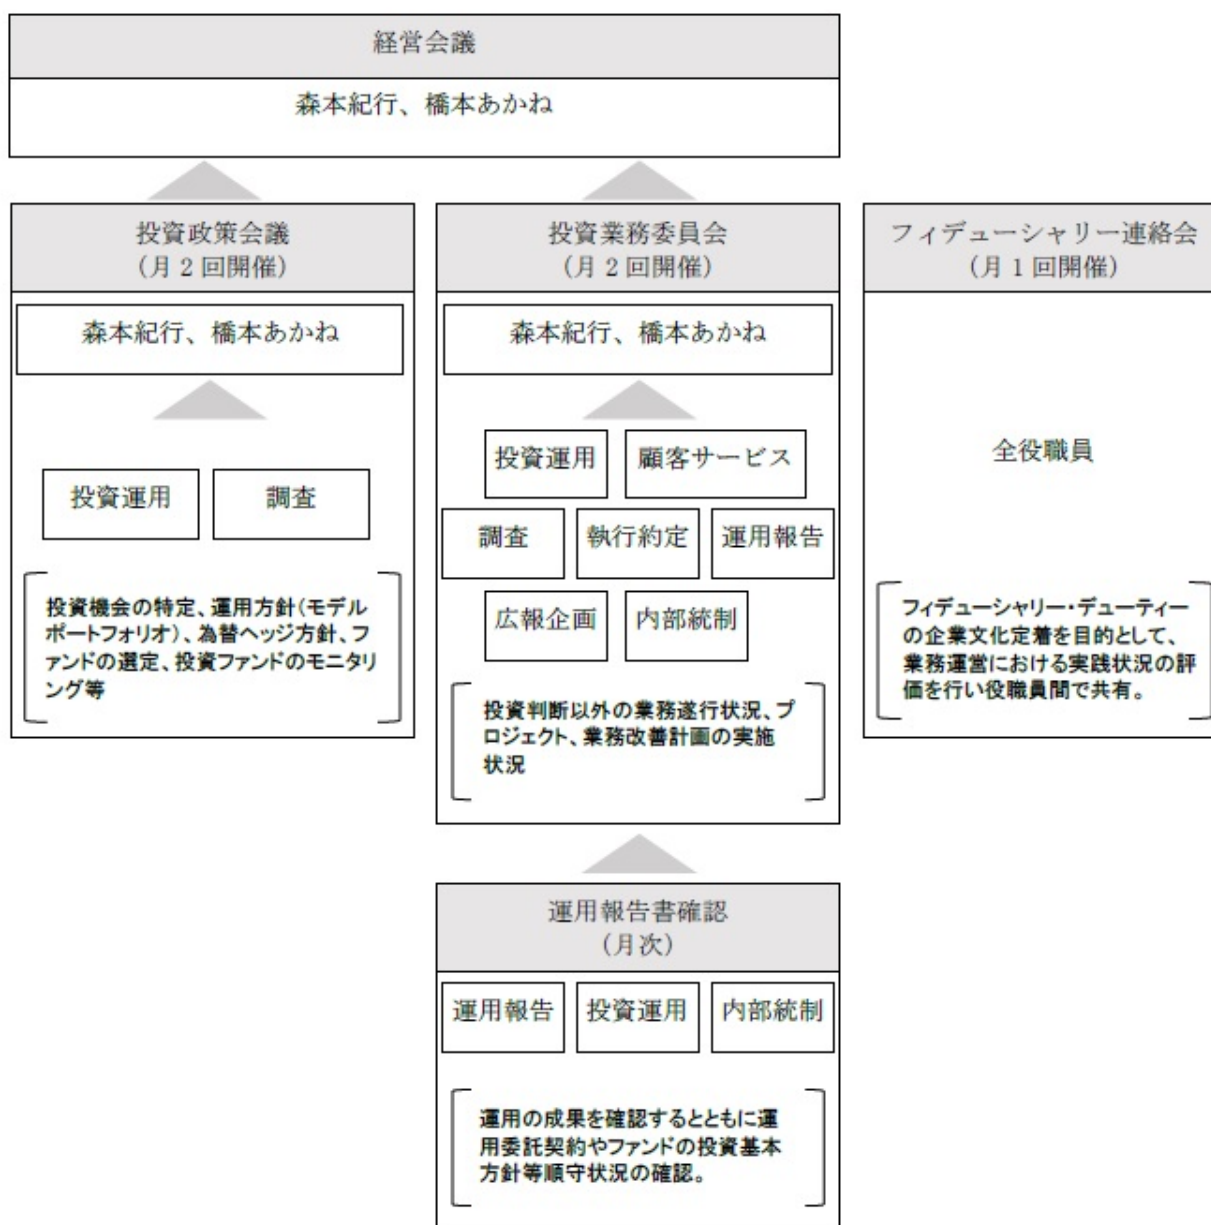 経営会議
森本紀行、橋本あかね
投資政策会議
(月2回開催)
森本紀行、橋本あかね
投資運用
調査
投資機会の特定、運用方針(モデル
ポートフォリオ)、為替ヘッジ方針、フ
ァンドの選定、投資ファンドのモニタリ
ング等
投資業務委員会
(月2回開催)
森本紀行、橋本あかね
投資運用
顧客サービス
調査
執行約定
運用報告
広報企画
内部統制
投資判断以外の業務遂行状況、プ
ロジェクト、業務改善計画の実施
状況
フィデューシャリー連絡会
(月1回開催)
全役職員
フィデューシャリー・デューティー
の企業文化定着を目的として、
業務運営における実践状況の評
価を行い役職員間で共有。
運用報告書確認
(月次)
運用報告
投資運用
内部統制
運用の成果を確認するとともに運
用委託契約やファンドの投資基本
方針等順守状況の確認。